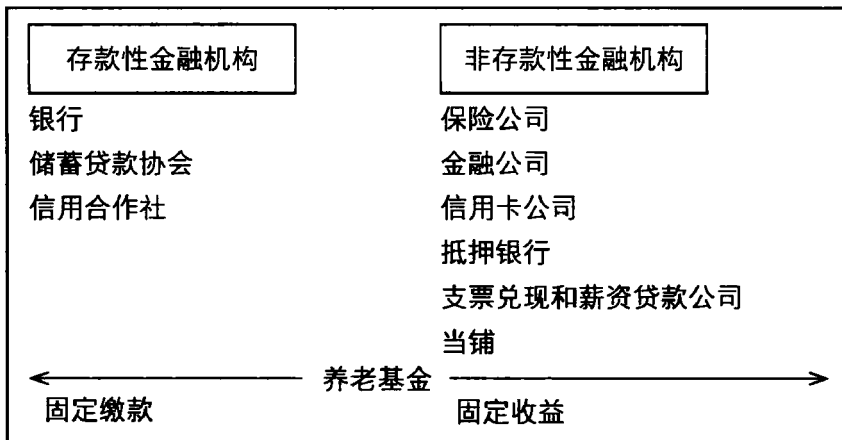 存款性金融机构
银行
储蓄贷款协会
信用合作社
非存款性金融机构
保险公司
金融公司
信用卡公司
抵押银行
支票兑现和薪资贷款公司
当铺
养老基金
固定缴款
固定收益